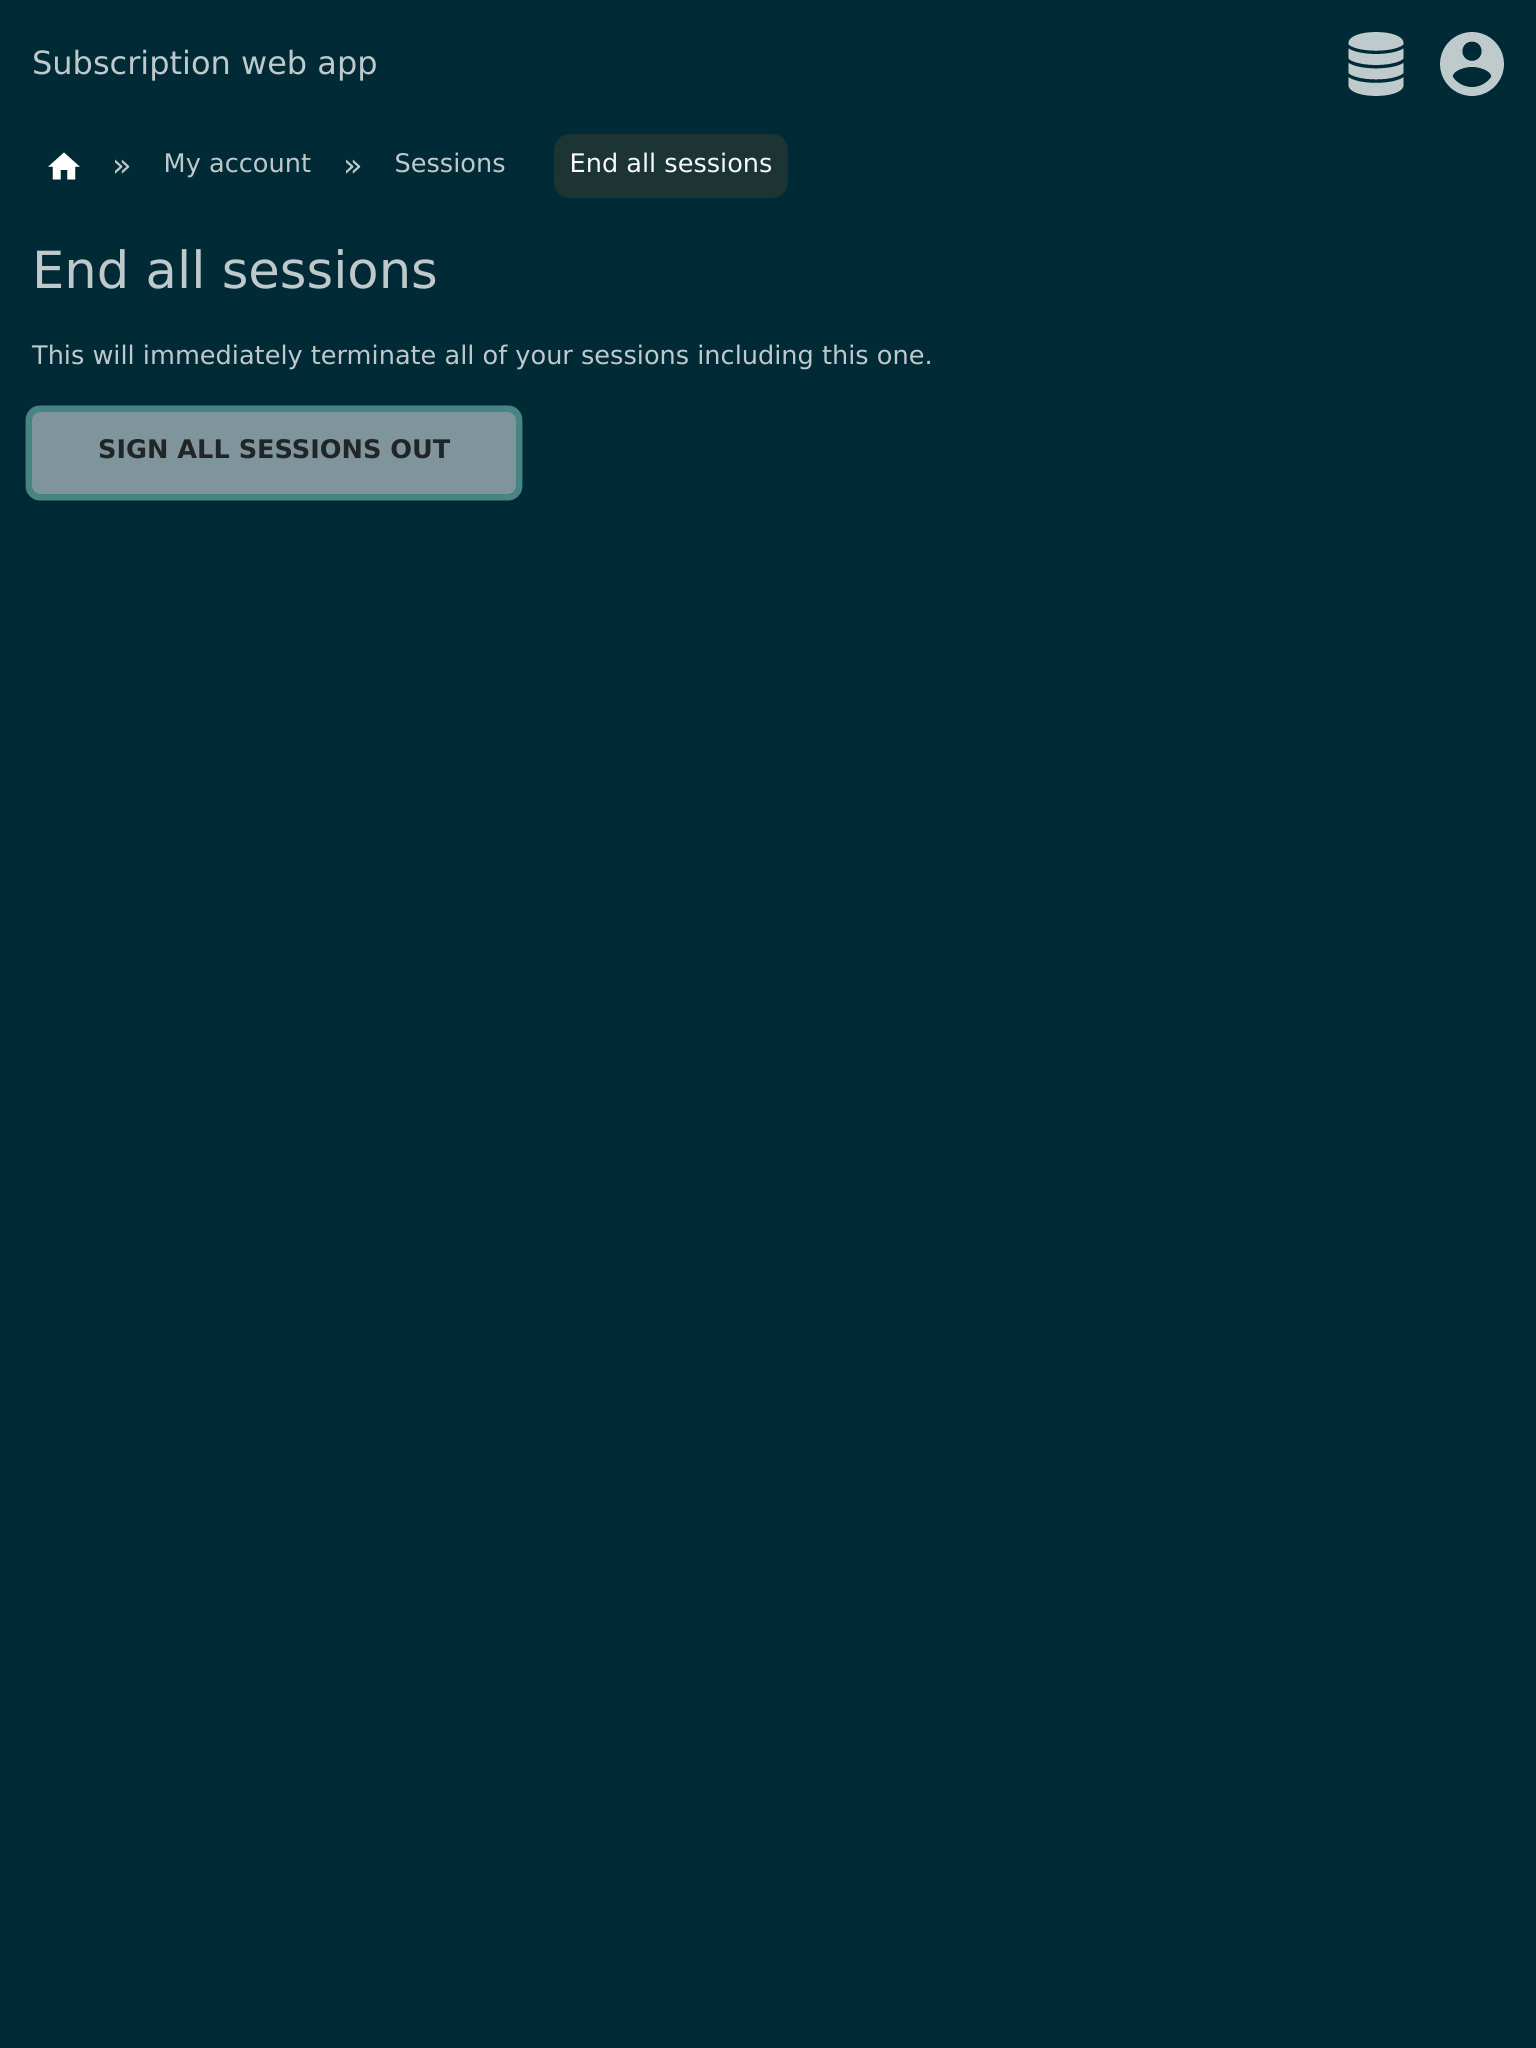 Subscription web app
» My account » Sessions End all sessions
End all sessions
This will immediately terminate all of your sessions including this one.
SIGN ALL SESSIONS OUT